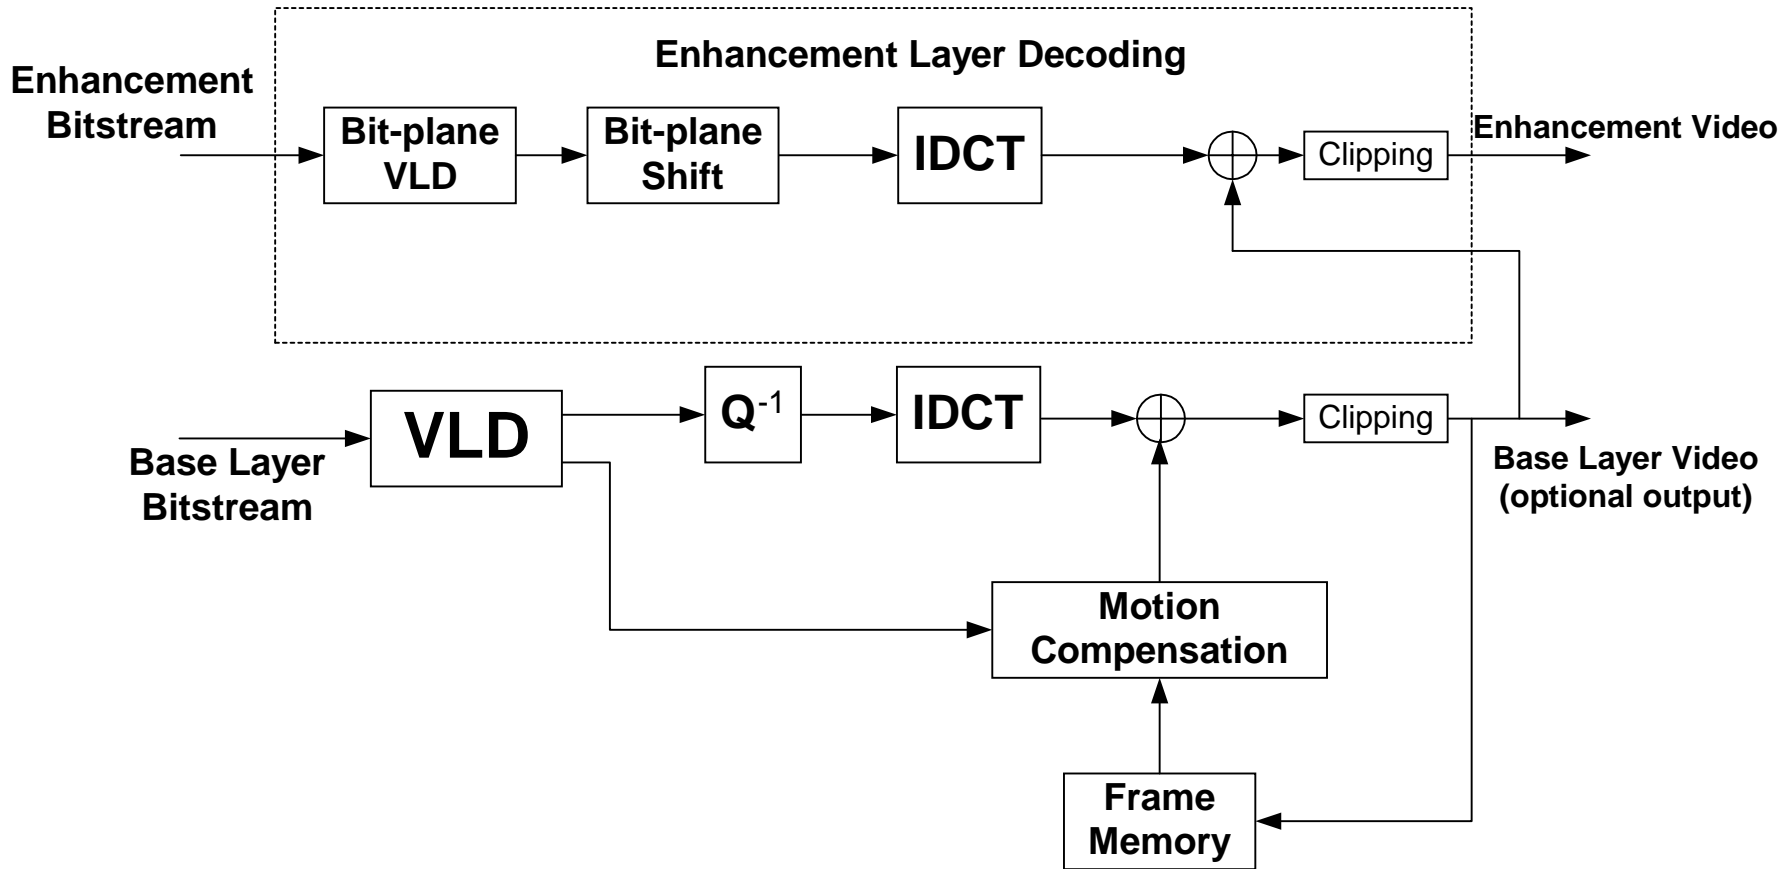 Enhancement Layer Decoding
Enhancement
Bitstream
Bit-plane
VLD
Bit-plane
Shift
IDCT
Clipping
Enhancement Video
Base Layer
Bitstream
VLD
Q-1
IDCT
Clipping
Base Layer Video
(optional output)
Motion
Compensation
Frame
Memory